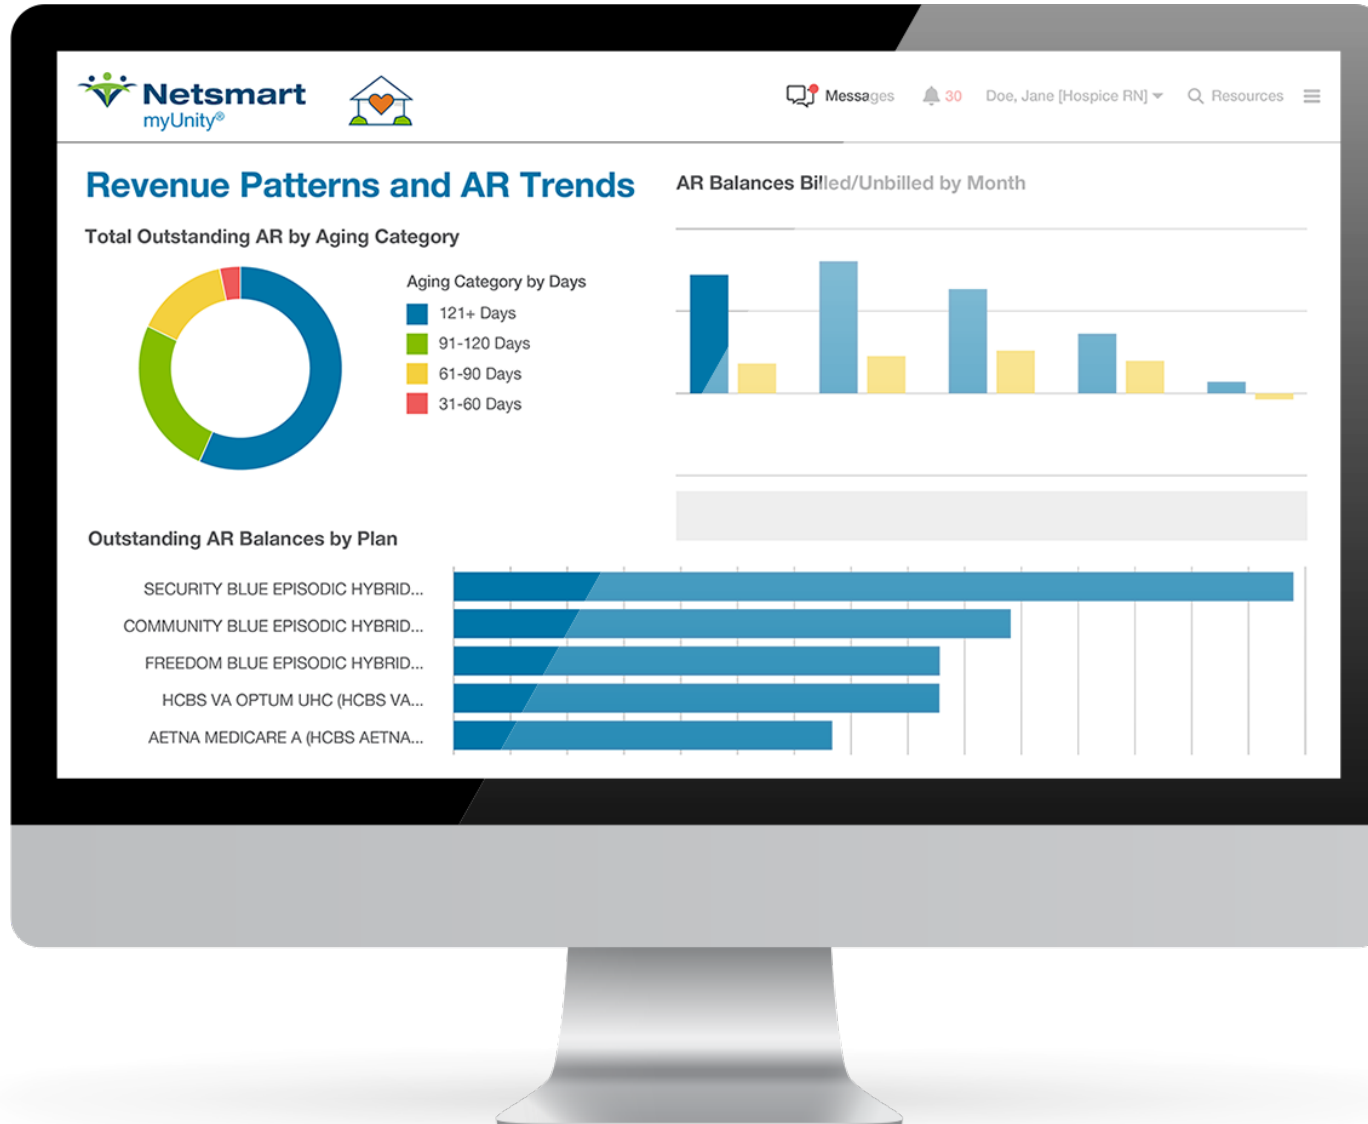 Netsmart
myUnity®
Messages 30 Doe, Jane [Hospice RN] Resources
Revenue Patterns and AR Trends
Total Outstanding AR by Aging Category
Aging Category by Days
121+ Days
91-120 Days
61-90 Days
31-60 Days
AR Balances Billed/Unbilled by Month
Outstanding AR Balances by Plan
SECURITY BLUE EPISODIC HYBRID...
COMMUNITY BLUE EPISODIC HYBRID...
FREEDOM BLUE EPISODIC HYBRID...
HCBS VA OPTUM UHC (HCBS VA...
AETNA MEDICARE A (HCBS AETNA...